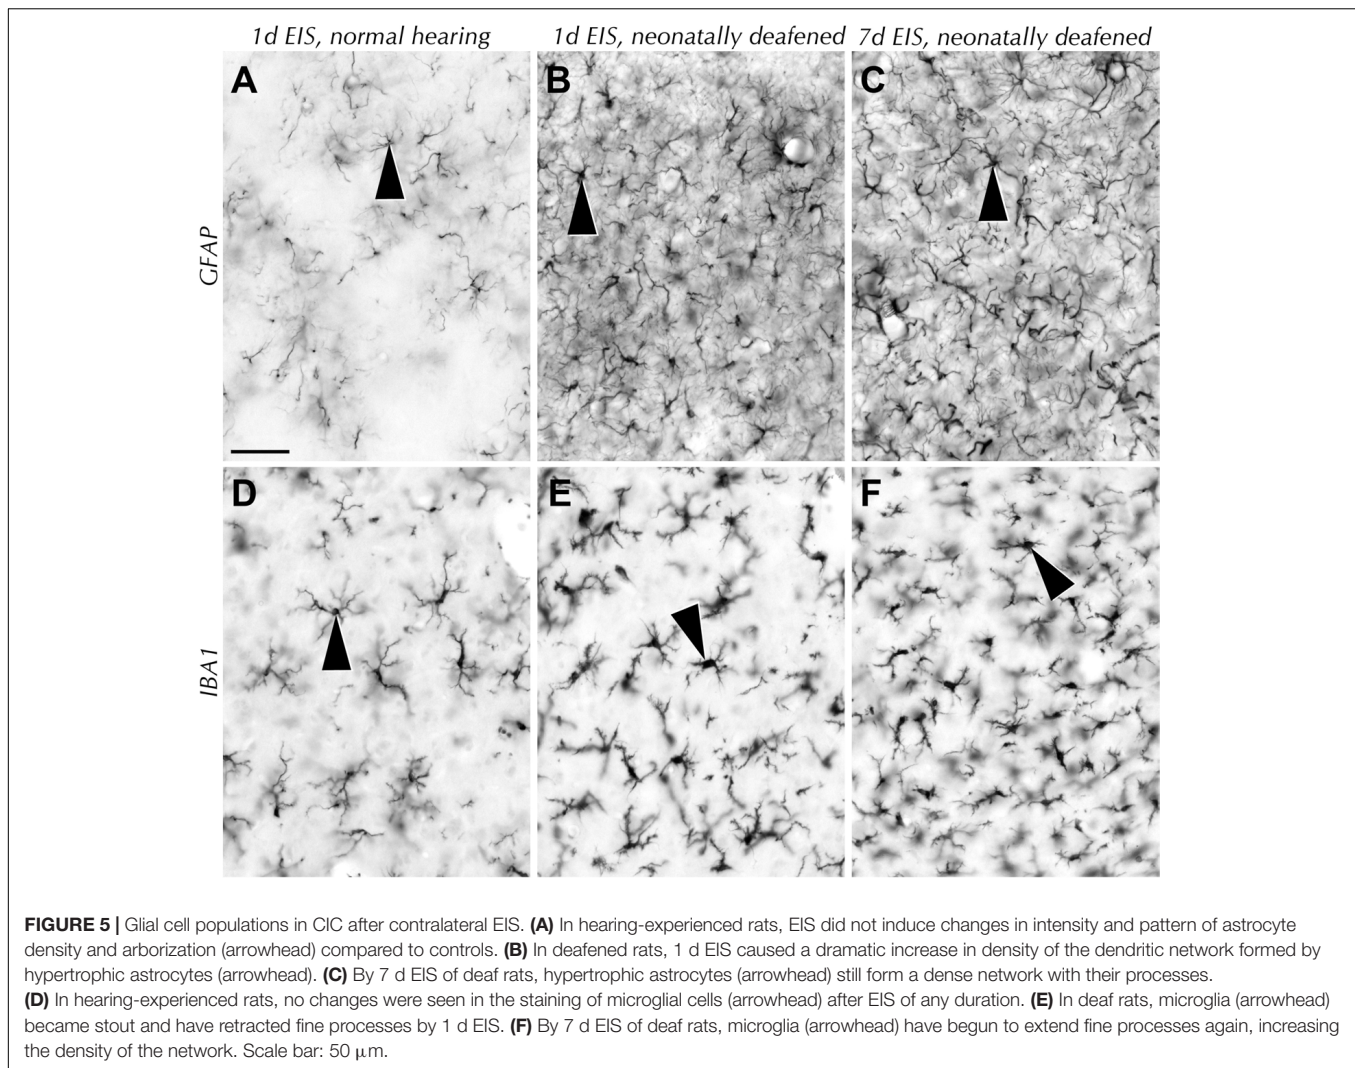 1d EIS, normal hearing
1d EIS, neonatally deafened
7d EIS, neonatally deafened
A
B
C
GFAP
D
E
F
IBA1
FIGURE 5 | Glial cell populations in CIC after contralateral EIS. (A) In hearing-experienced rats, EIS did not induce changes in intensity and pattern of astrocyte
density and arborization (arrowhead) compared to controls. (B) In deafened rats, 1 d EIS caused a dramatic increase in density of the dendritic network formed by
hypertrophic astrocytes (arrowhead). (C) By 7 d EIS of deaf rats, hypertrophic astrocytes (arrowhead) still form a dense network with their processes.
(D) In hearing-experienced rats, no changes were seen in the staining of microglial cells (arrowhead) after EIS of any duration. (E) In deaf rats, microglia (arrowhead)
became stout and have retracted fine processes by 1 d EIS. (F) By 7 d EIS of deaf rats, microglia (arrowhead) have begun to extend fine processes again, increasing
the density of the network. Scale bar: 50 μm.